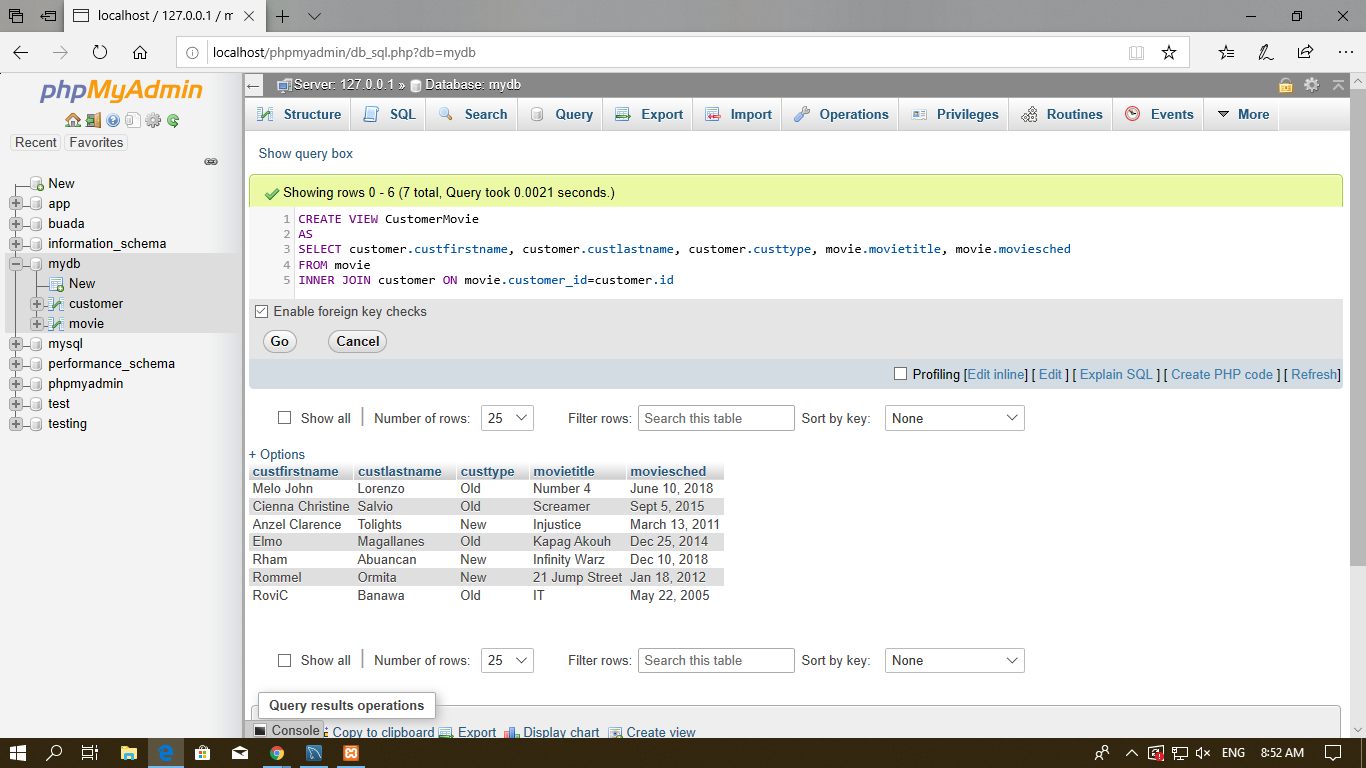 localhost / 127.0.0.1 / m
localhost/phpmyadmin/db_sql.php?db=mydb
phpMyAdmin
Recent Favorites
New
app
buada
information_schema
mydb
New
customer
movie
mysql
performance_schema
phpmyadmin
test
testing
Server: 127.0.0.1 » Database: mydb
Structure SQL Search Query Export Import Operations Privileges Routines Events More
Show query box
Showing rows 0 - 6 (7 total, Query took 0.0021 seconds.)
1 CREATE VIEW CustomerMovie
2 AS
3 SELECT customer.custfirstname, customer.custlastname, customer.custtype, movie.movietitle, movie.moviesched
4 FROM movie
5 INNER JOIN customer ON movie.customer_id=customer.id
Enable foreign key checks
Go Cancel
Profiling [Edit inline] [ Edit ] [ Explain SQL ] [ Create PHP code ] [ Refresh]
Show all | Number of rows: 25 Filter rows: Search this table Sort by key: None
+ Options
custfirstname custlastname custtype movietitle moviesched
Melo John Lorenzo Old Number 4 June 10, 2018
Cienna Christine Salvio Old Screamer Sept 5, 2015
Anzel Clarence Tolights New Injustice March 13, 2011
Elmo Magallanes Old Kapag Akouh Dec 25, 2014
Rham Abuancan New Infinity Warz Dec 10, 2018
Rommel Ormita New 21 Jump Street Jan 18, 2012
RoviC Banawa Old IT May 22, 2005
Show all | Number of rows: 25 Filter rows: Search this table Sort by key: None
Query results operations
Console Copy to clipboard Export Display chart Create view
ENG 8:52 AM